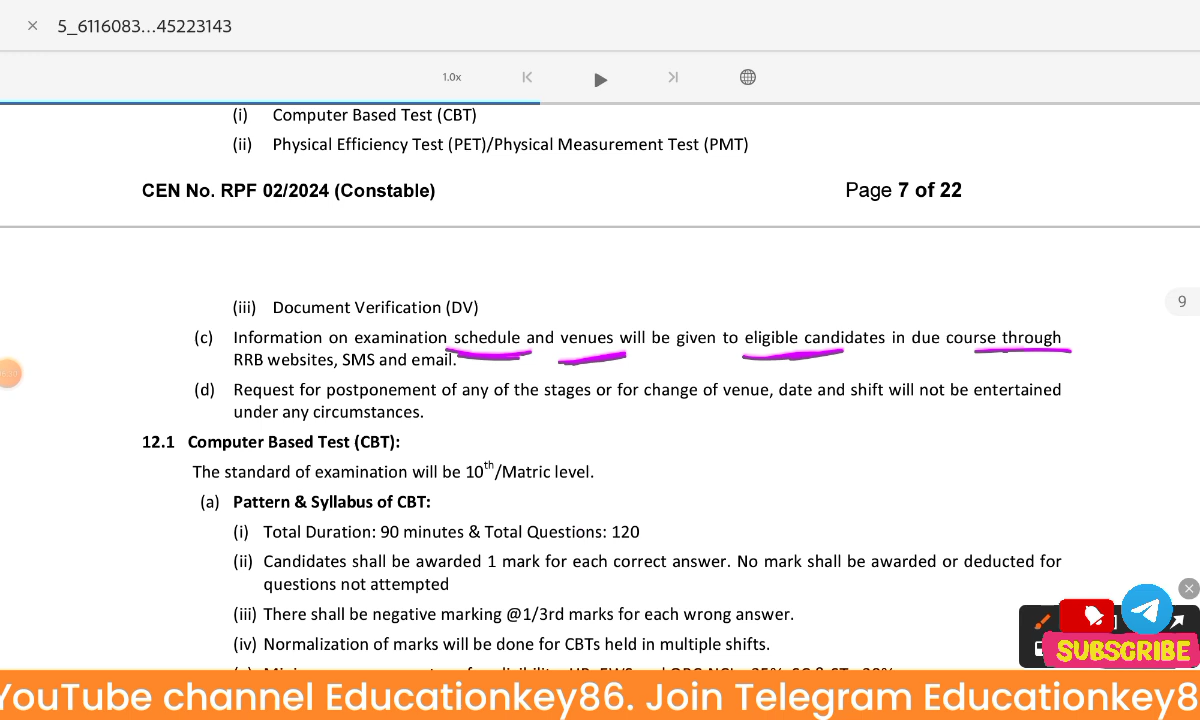 5_6116083...45223143
1.0x
(i) Computer Based Test (CBT)
(ii) Physical Efficiency Test (PET)/Physical Measurement Test (PMT)
CEN No. RPF 02/2024 (Constable) Page 7 of 22
9
(iii) Document Verification (DV)
(c) Information on examination schedule and venues will be given to eligible candidates in due course through
RRB websites, SMS and email.
(d) Request for postponement of any of the stages or for change of venue, date and shift will not be entertained
under any circumstances.
12.1 Computer Based Test (CBT):
The standard of examination will be 10th/Matric level.
(a) Pattern & Syllabus of CBT:
(i) Total Duration: 90 minutes & Total Questions: 120
(ii) Candidates shall be awarded 1 mark for each correct answer. No mark shall be awarded or deducted for
questions not attempted
(iii) There shall be negative marking @1/3rd marks for each wrong answer.
(iv) Normalization of marks will be done for CBTs held in multiple shifts.
SUBSCRIBE
YouTube channel Educationkey86. Join Telegram Educationkey8